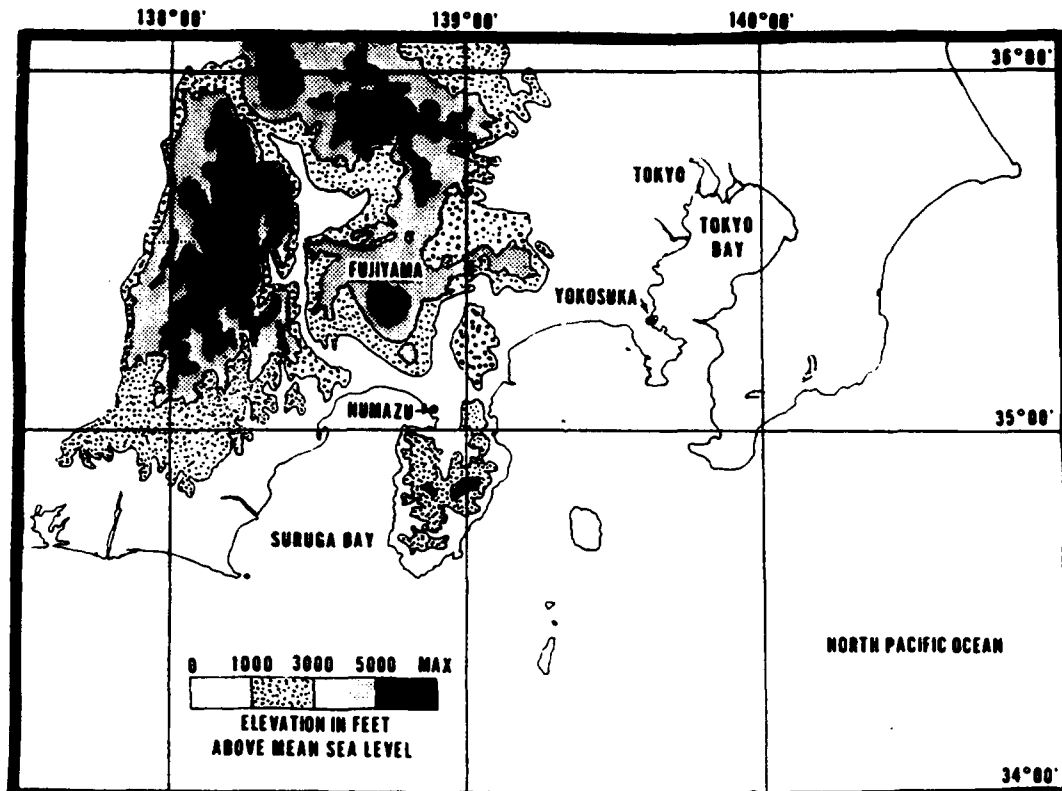 138°00' 139°00' 140°00'
36°00'
TOKYO
TOKYO
BAY
FUJIYAMA
YOKOSUKA
NUMAZU
35°00'
SURUGA BAY
NORTH PACIFIC OCEAN
0 1000 3000 5000 MAX
ELEVATION IN FEET
ABOVE MEAN SEA LEVEL
34°00'